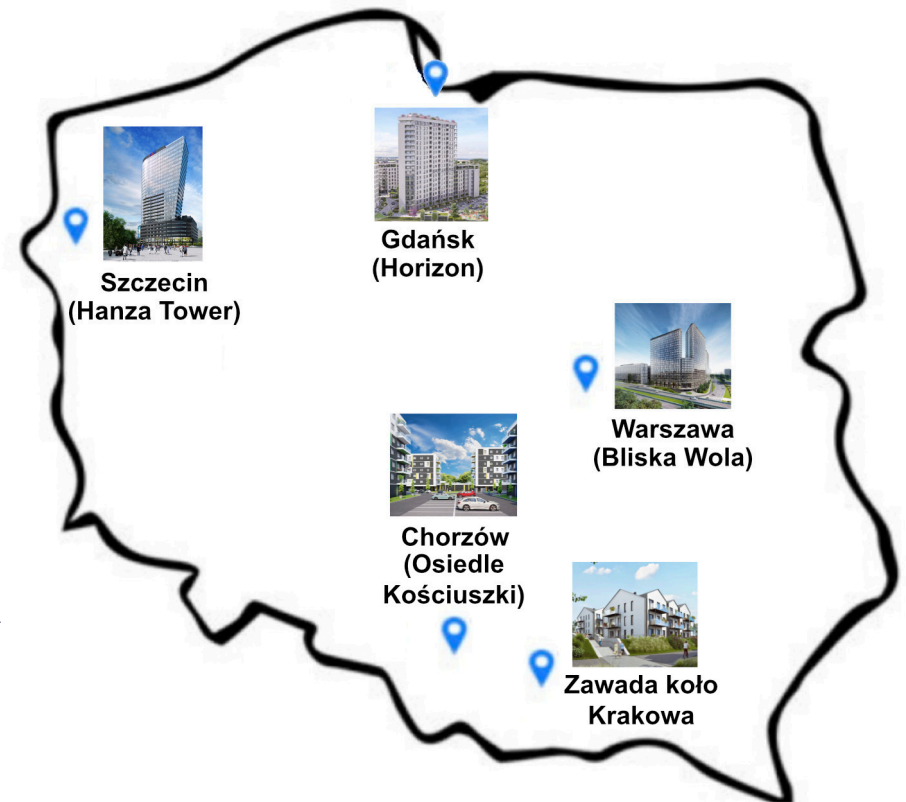 Gdańsk
(Horizon)
Szczecin
(Hanza Tower)
Warszawa
(Bliska Wola)
Chorzów
(Osiedle
Kościuszki)
Zawada koło
Krakowa